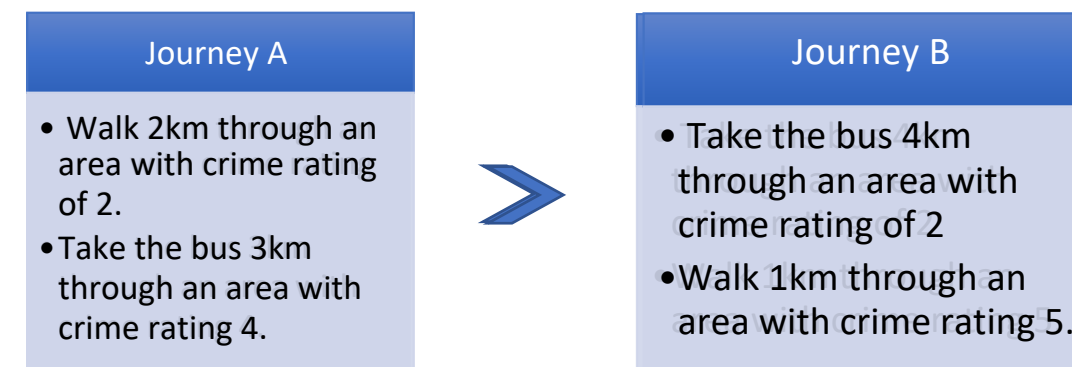 Journey A
• Walk 2km through an
area with crime rating
of 2.
•Take the bus 3km
through an area with
crime rating 4.
Journey B
• Take the bus 4km
through an area with
crime rating of 2
•Walk 1km through an
area with crime rating 5.